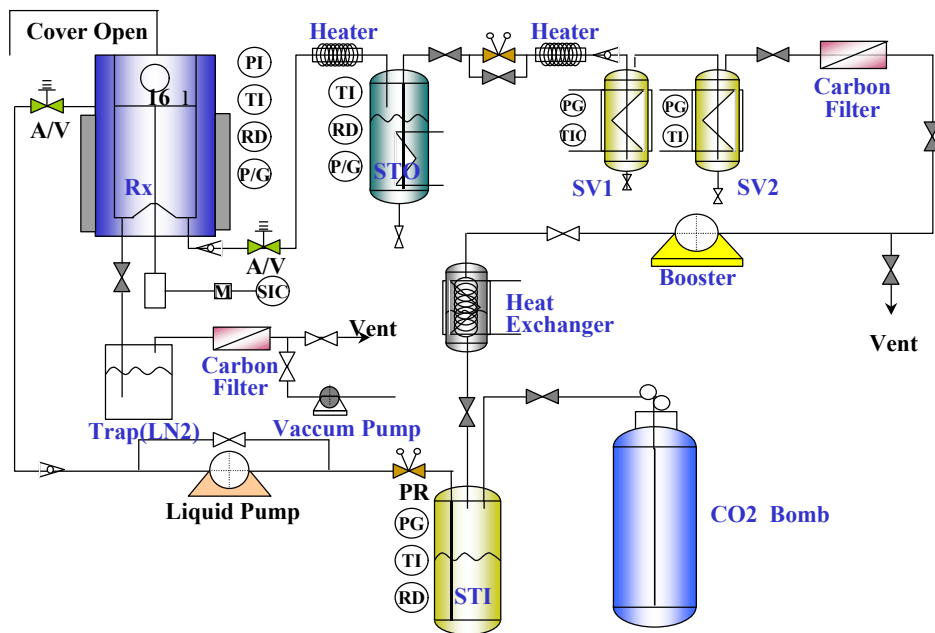 Cover Open
Heater
Heater
PI
TI
RD
P/G
16 l
A/V
Rx
TI
RD
P/G
STO
PG
TIC
SV1
PG
TI
SV2
Carbon
Filter
A/V
M
SIC
Booster
Heat
Exchanger
Vent
Vent
Carbon
Filter
Trap(LN2)
Vaccum Pump
Liquid Pump
PR
PG
TI
RD
STI
CO2 Bomb